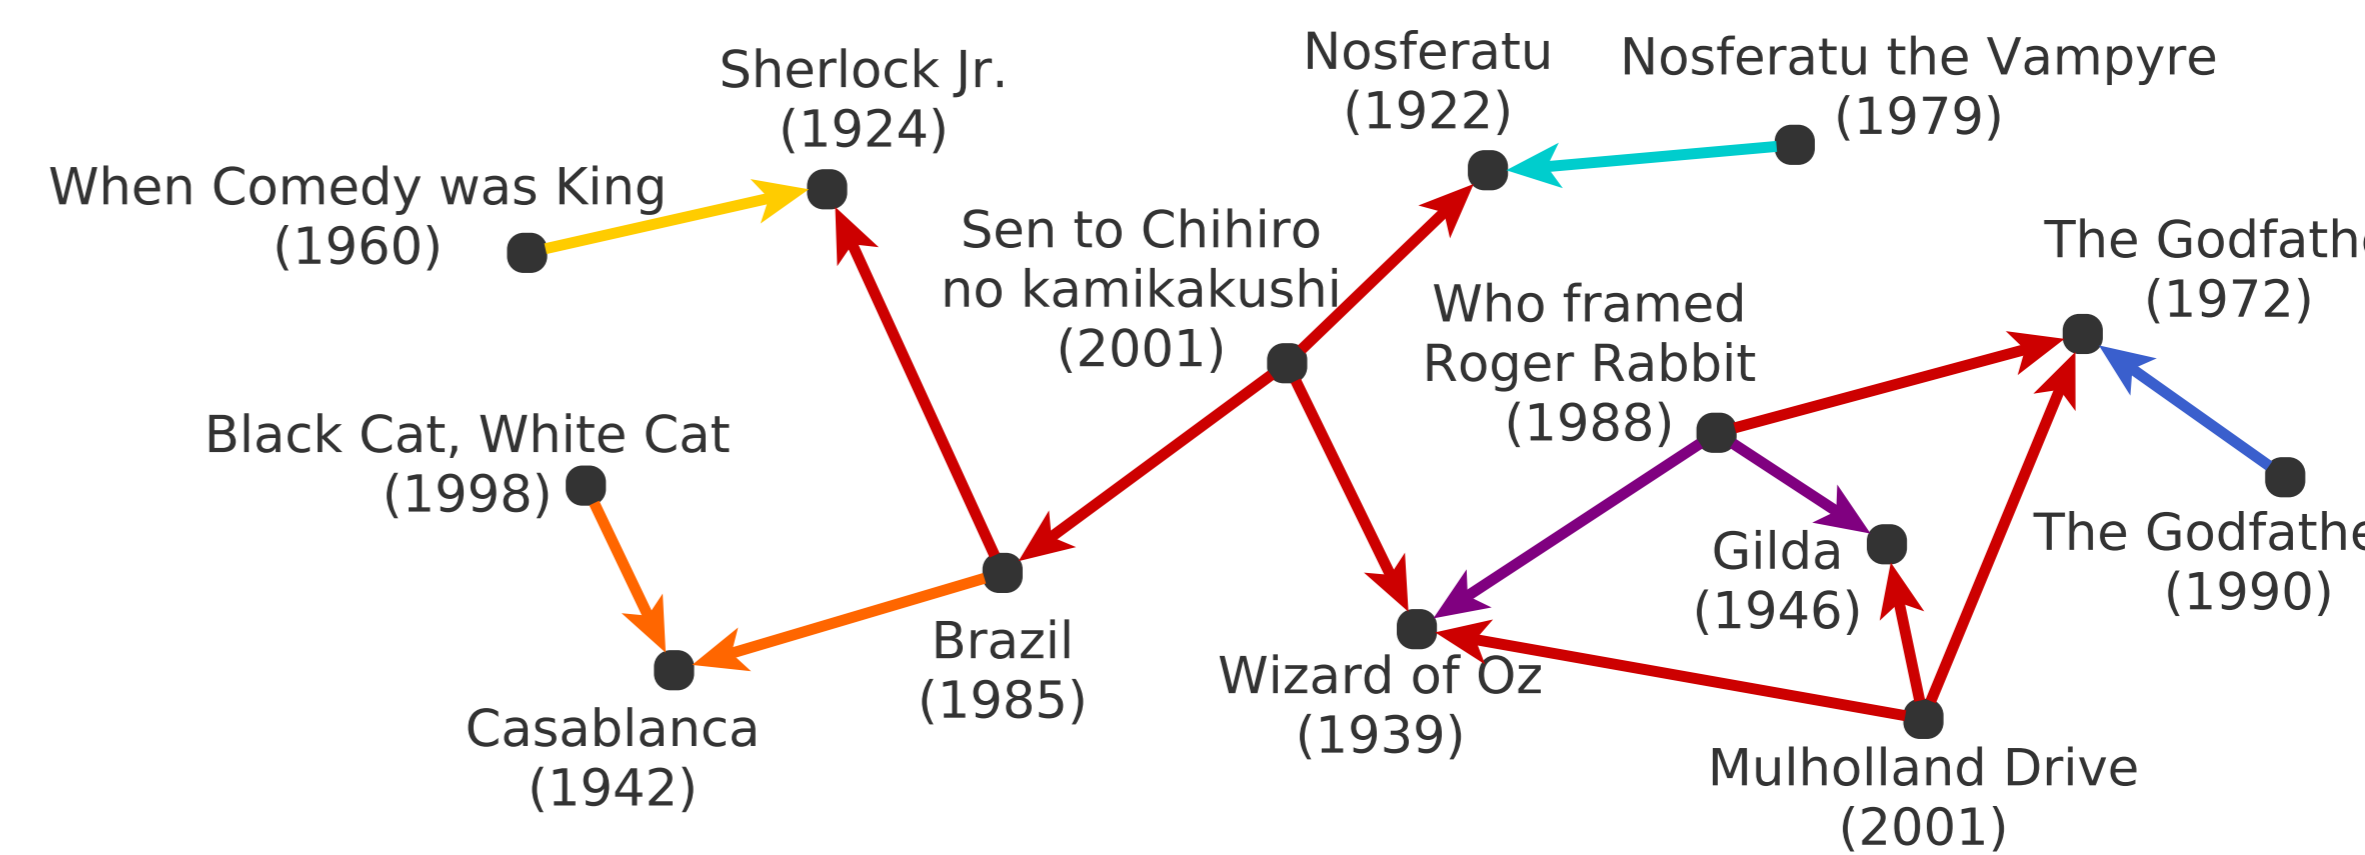 Sherlock Jr.
(1924)
Nosferatu
(1922)
Nosferatu the Vampyre
(1979)
When Comedy was King
(1960)
Sen to Chihiro
no kamikakushi
(2001)
The
(1972)
Who framed
Roger Rabbit
(1988)
Black Cat, White Cat
(1998)
Gilda
(1946)
The
(1990)
Brazil
(1985)
Wizard of Oz
(1939)
Casablanca
(1942)
Mulholland Drive
(2001)